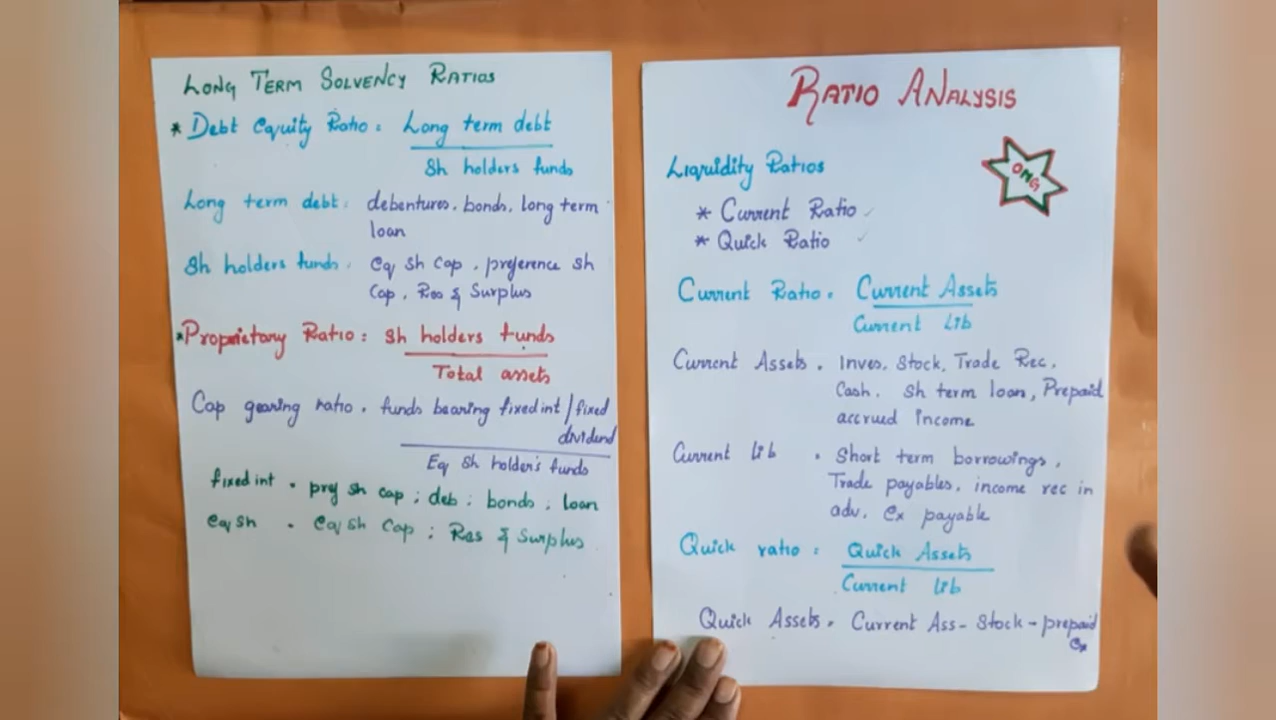 LONG TERM SOLVENCY RATIOS
* Debt Equity Ratio = Long term debt
Sh holders funds
Long term debt = debentures, bonds, long term
loan
Sh holders funds = Eq Sh Cap, preference Sh
Cap, Res & Surplus
* Proprietary Ratio = Sh holders funds
Total assets
Cap gearing ratio = funds bearing fixed int / fixed
dividend
Eq Sh holder's funds
fixed int = pref sh cap ; deb ; bonds ; loan
Eq sh = Eq Sh Cap ; Res & Surplus
RATIO ANALYSIS
OMG
Liquidity Ratios
* Current Ratio
* Quick Ratio
Current Ratio = Current Assets
Current Lib
Current Assets = Inves, Stock, Trade Rec,
Cash, Sh term loan, Prepaid
accrued Income
Current Lib = Short term borrowings,
Trade payables, income rec in
adv, Ex payable
Quick ratio = Quick Assets
Current Lib
Quick Assets = Current Ass - Stock - prepaid
Ex